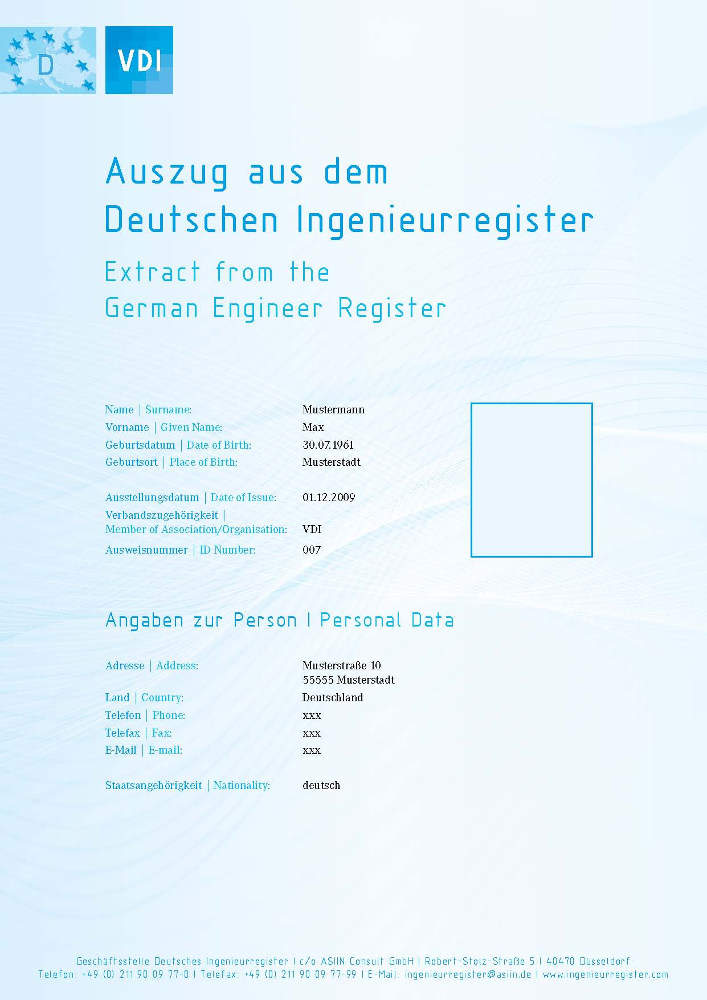 D
VDI
Auszug aus dem
Deutschen Ingenieurregister
Extract from the
German Engineer Register
Name | Surname: Mustermann
Vorname | Given Name: Max
Geburtsdatum | Date of Birth: 30.07.1961
Geburtsort | Place of Birth: Musterstadt
Ausstellungsdatum | Date of Issue: 01.12.2009
Verbandszugehörigkeit |
Member of Association/Organisation: VDI
Ausweisnummer | ID Number: 007
Angaben zur Person | Personal Data
Adresse | Address: Musterstraße 10
55555 Musterstadt
Land | Country: Deutschland
Telefon | Phone: xxx
Telefax | Fax: xxx
E-Mail | E-mail: xxx
Staatsangehörigkeit | Nationality: deutsch
Geschäftsstelle Deutsches Ingenieurregister | c/o ASIIN Consult GmbH | Robert-Stolz-Straße 5 | 40470 Düsseldorf
Telefon: +49 (0) 211 90 09 77-0 | Telefax: +49 (0) 211 90 09 77-99 | E-Mail: ingenieurregister@asiin.de | www.ingenieurregister.com